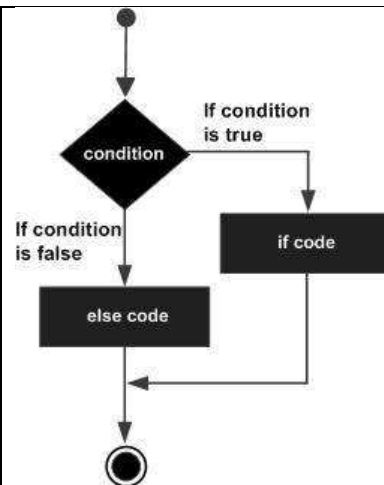 If condition
is true
condition
If condition
is false
if code
else code